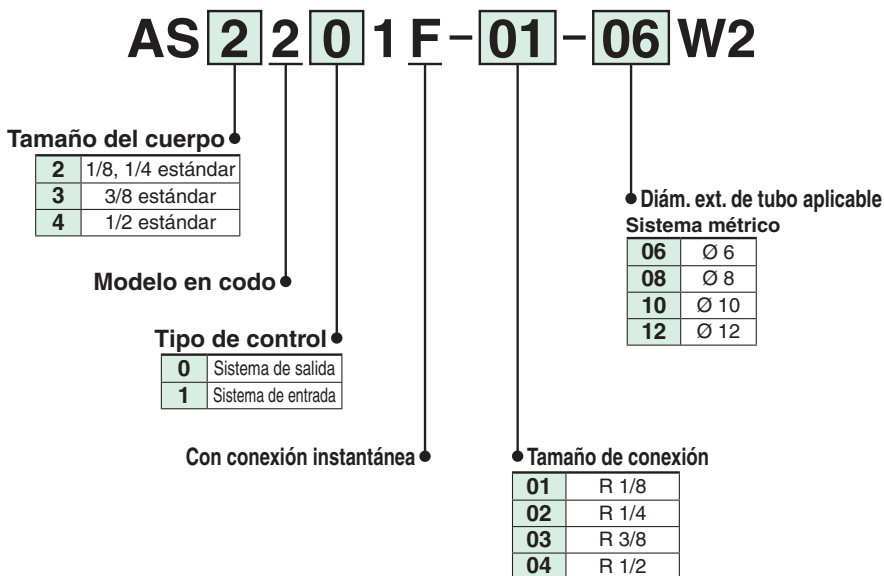 AS 2 2 0 1 F - 01 - 06 W2
Tamaño del cuerpo
2 1/8, 1/4 estándar
3 3/8 estándar
4 1/2 estándar
Diám. ext. de tubo aplicable
Sistema métrico
06 Ø 6
08 Ø 8
10 Ø 10
12 Ø 12
Modelo en codo
Tipo de control
0 Sistema de salida
1 Sistema de entrada
Con conexión instantánea
Tamaño de conexión
01 R 1/8
02 R 1/4
03 R 3/8
04 R 1/2